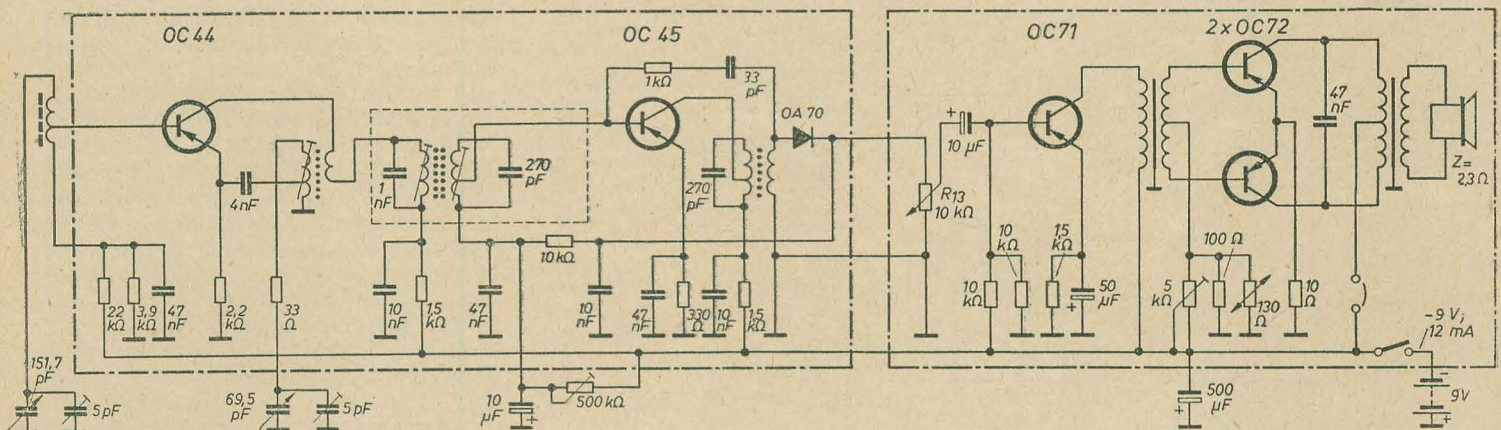 OC 44
OC 45
OC71
2 x OC72
1kΩ
33
pF
OA 70
+
10 μF
47
nF
Z=
2,3 Ω
4nF
1
nF
270
pF
270
pF
R13
10 kΩ
10kΩ
10
kΩ
1,5
kΩ
100 Ω
22
kΩ
3,9
kΩ
47
nF
2,2
kΩ
33
Ω
10
nF
1,5
kΩ
47
nF
10
nF
47
nF
330
Ω
10
nF
1,5
kΩ
10
kΩ
50
μF
+
5
kΩ
130
Ω
10
Ω
-9 V;
12 mA
151,7
pF
5pF
69,5
pF
5pF
10
μF
+
500kΩ
500
μF
+
-
9V
+